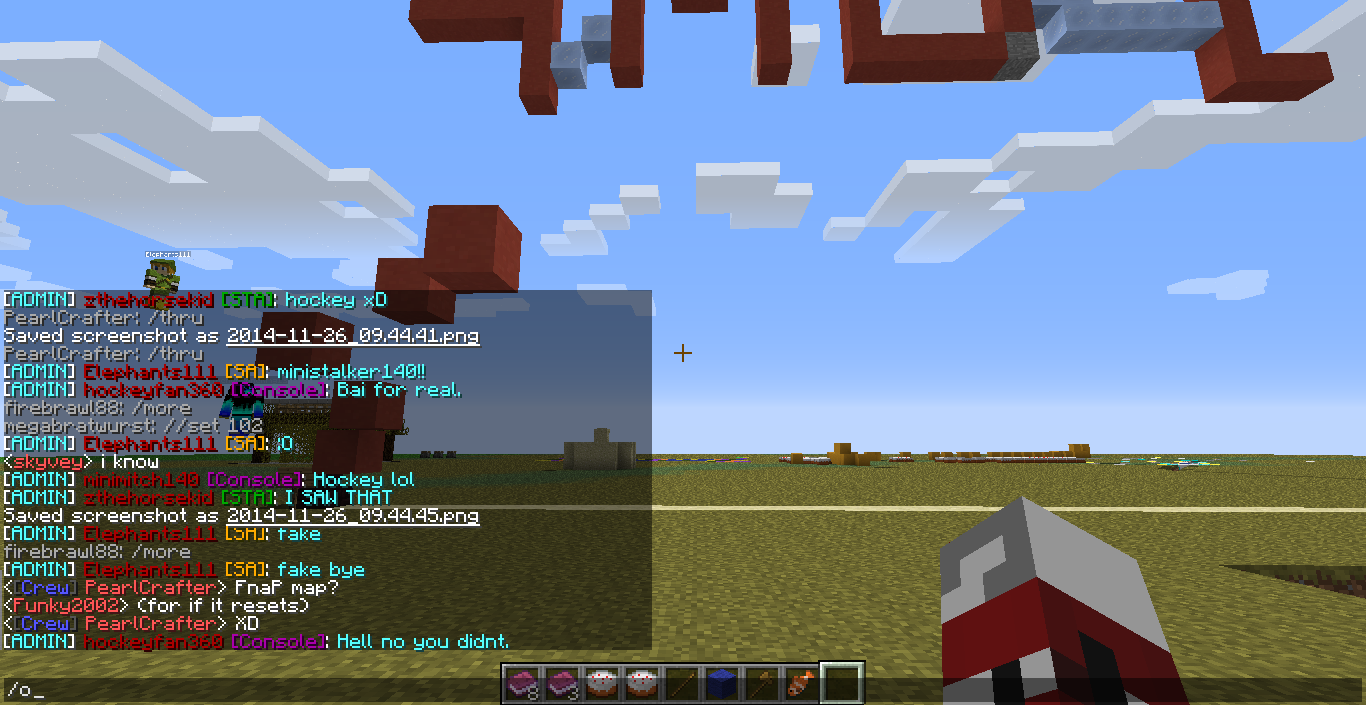 Elephants111
[ADMIN] zthehorsekid [STA]: hockey xD
PearlCrafter: /thru
Saved screenshot as 2014-11-26_09.44.41.png
PearlCrafter: /thru
[ADMIN] Elephants111 [SA]: ministalker140!!
[ADMIN] hockeyfan360 [Console]: Bai for real.
firebrawl88: /more
megabratwurst: //set 102
[ADMIN] Elephants111 [SA]: :O
<skyvey> i know
[ADMIN] minimitch140 [Console]: Hockey lol
[ADMIN] zthehorsekid [STA]: I SAW THAT
Saved screenshot as 2014-11-26_09.44.45.png
[ADMIN] Elephants111 [SA]: fake
firebrawl88: /more
[ADMIN] Elephants111 [SA]: fake bye
<[Crew] PearlCrafter> FnaF map?
<Funky2002> (for if it resets)
<[Crew] PearlCrafter> XD
[ADMIN] hockeyfan360 [Console]: Hell no you didnt.
8
3
/o_